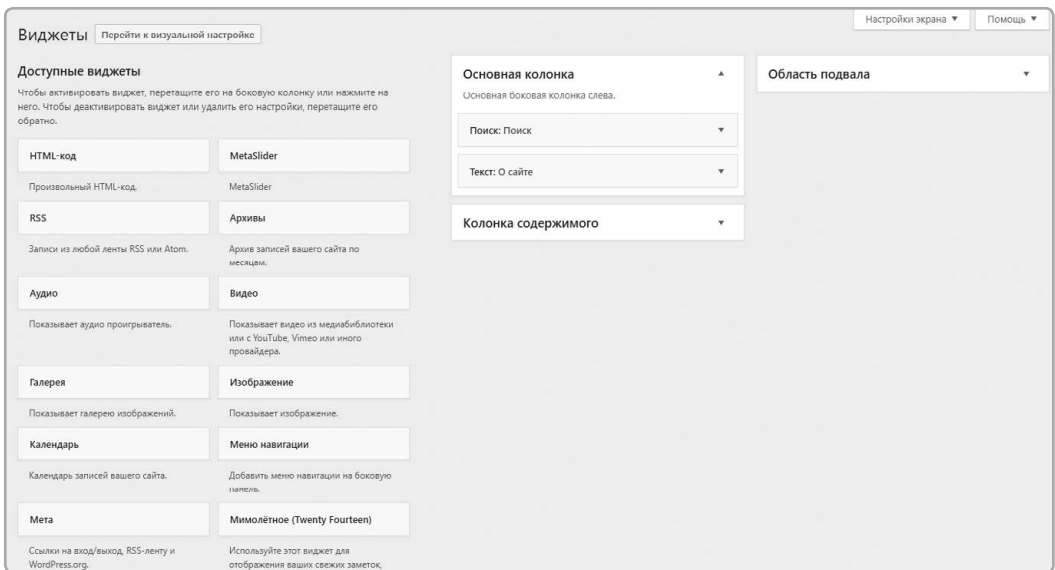 Настройки экрана ▼ Помощь ▼
Виджеты Перейти к визуальной настройке
Доступные виджеты
Чтобы активировать виджет, перетащите его на боковую колонку или нажмите на
него. Чтобы деактивировать виджет или удалить его настройки, перетащите его
обратно.
HTML-код
Произвольный HTML-код.
MetaSlider
MetaSlider
RSS
Записи из любой ленты RSS или Atom.
Архивы
Архив записей вашего сайта по
месяцам.
Аудио
Показывает аудио проигрыватель.
Видео
Показывает видео из медиабиблиотеки
или с YouTube, Vimeo или иного
провайдера.
Галерея
Показывает галерею изображений.
Изображение
Показывает изображение.
Календарь
Календарь записей вашего сайта.
Меню навигации
Добавить меню навигации на боковую
панель.
Мета
Ссылки на вход/выход, RSS-ленту и
WordPress.org.
Мимолётное (Twenty Fourteen)
Используйте этот виджет для
отображения ваших свежих заметок,
Основная колонка ▲
Основная боковая колонка слева.
Поиск: Поиск ▼
Текст: О сайте ▼
Колонка содержимого ▼
Область подвала ▼